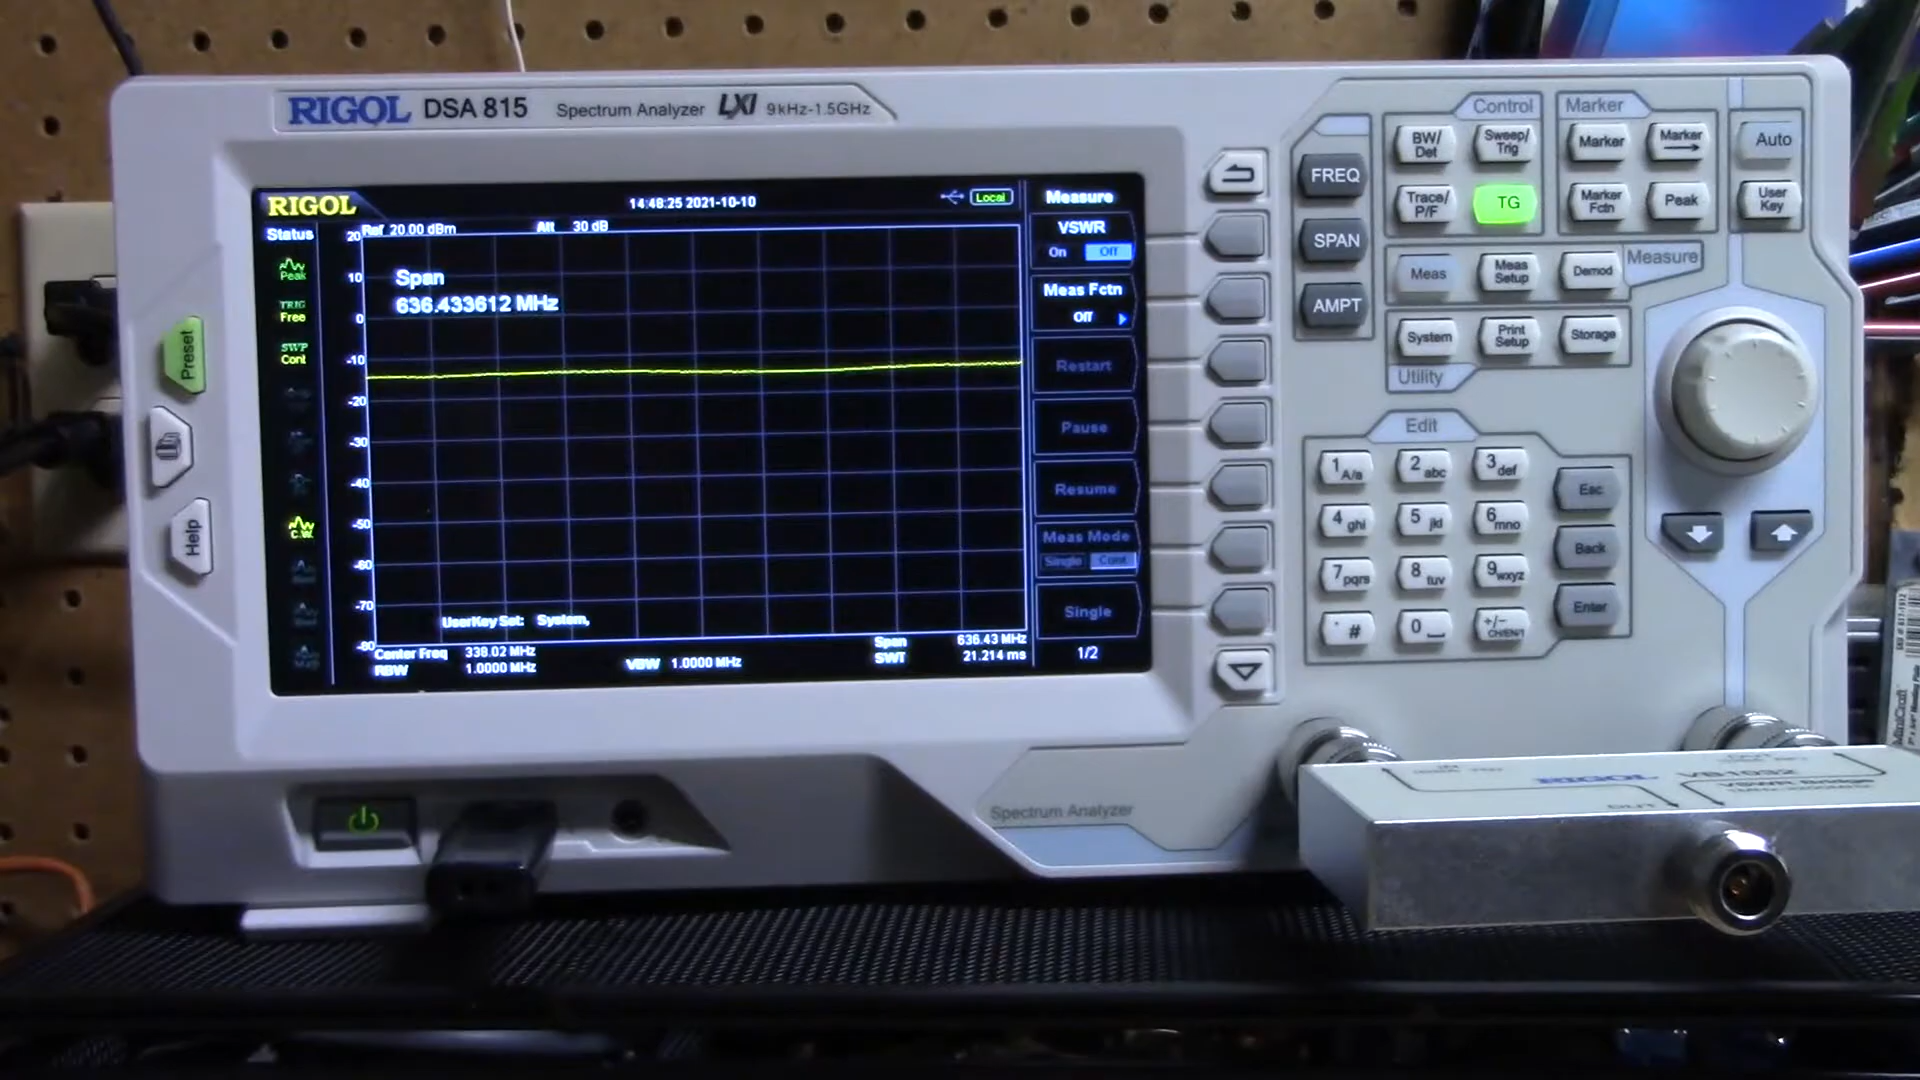 RIGOL DSA 815 Spectrum Analyzer LXI 9kHz-1.5GHz
RIGOL
14:48:25 2021-10-10
Local
Status
Ref 20.00 dBm Att 30 dB
Peak
TRIG
Free
SWP
Cont
C.W.
20
10
0
-10
-20
-30
-40
-50
-60
-70
-80
Span
636.433612 MHz
UserKey Set: System,
Center Freq 338.02 MHz
RBW 1.0000 MHz
VBW 1.0000 MHz
Span 636.43 MHz
SWT 21.214 ms
Measure
VSWR
On Off
Meas Fctn
Off
Restart
Pause
Resume
Meas Mode
Single Cont
Single
1/2
Preset
Help
FREQ
SPAN
AMPT
Control
BW/
Det
Sweep/
Trig
Trace/
P/F
TG
Marker
Marker
Marker
Marker
Fctn
Peak
Auto
User
Key
Measure
Meas
Meas
Setup
Demod
System
Print
Setup
Storage
Utility
Edit
1 A/a
2 abc
3 def
4 ghi
5 jkl
6 mno
7 pqrs
8 tuv
9 wxyz
. #
0
+/-
CH/EN/1
Esc
Back
Enter
Spectrum Analyzer
RIGOL VB1032
VSWR Bridge
DUT